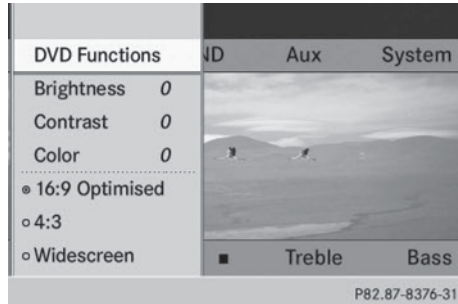 DVD Functions ND Aux System
Brightness 0
Contrast 0
Color 0
16:9 Optimised
4:3
Widescreen ■ Treble Bass
P82.87-8376-31